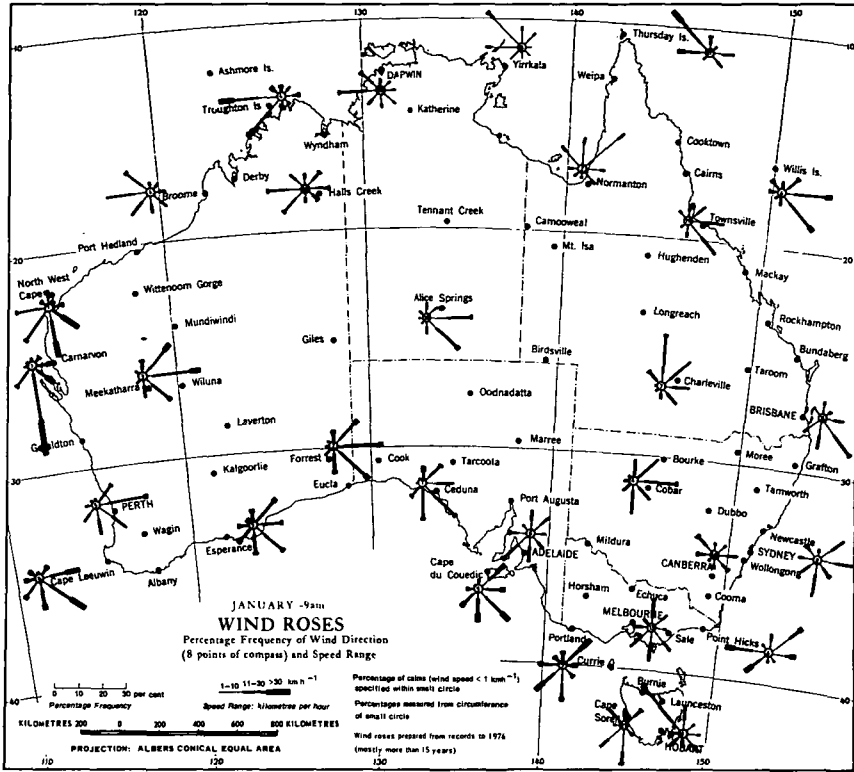 120
130
140
150
10
10
Ashmore Is.
DARWIN
Yirrkala
Thursday Is.
Weipa
Troughton Is
Katherine
Wyndham
Cooktown
Derby
Broome
Halls Creek
Normanton
Cairns
Willis Is.
Tennant Creek
Camooweal
Townsville
Port Hedland
Mt. Isa
Hughenden
20
20
North West
Cape
Wittenoom Gorge
Mackay
Mundiwindi
Alice Springs
Longreach
Giles
Rockhampton
Carnarvon
Birdsville
Bundaberg
Meekatharra
Wiluna
Charleville
Taroom
Oodnadatta
BRISBANE
Geraldton
Laverton
Marree
Forrest
Cook
Tarcoola
Bourke
Moree
Grafton
Kalgoorlie
30
30
Eucla
Ceduna
Port Augusta
Cobar
Tamworth
PERTH
Dubbo
Wagin
Esperance
Newcastle
Mildura
SYDNEY
ADELAIDE
CANBERRA
Wollongong
Cape Leeuwin
Albany
Cape
du Couedic
Horsham
Echuca
Cooma
MELBOURNE
Sale
Point Hicks
Portland
Currie
Burnie
Launceston
Cape
Sorell
HOBART
40
40
JANUARY -9am
WIND ROSES
Percentage Frequency of Wind Direction
(8 points of compass) and Speed Range
0 10 20 30 per cent
Percentage Frequency
1-10 11-30 >30 km h⁻¹
Speed Range: kilometres per hour
Percentage of calms (wind speed < 1 kmh⁻¹)
specified within small circle
Percentages measured from circumference
of small circle
Wind roses prepared from records to 1976
(mostly more than 15 years)
KILOMETRES 200 0 200 400 600 800 KILOMETRES
PROJECTION: ALBERS CONICAL EQUAL AREA
110
120
130
140
150